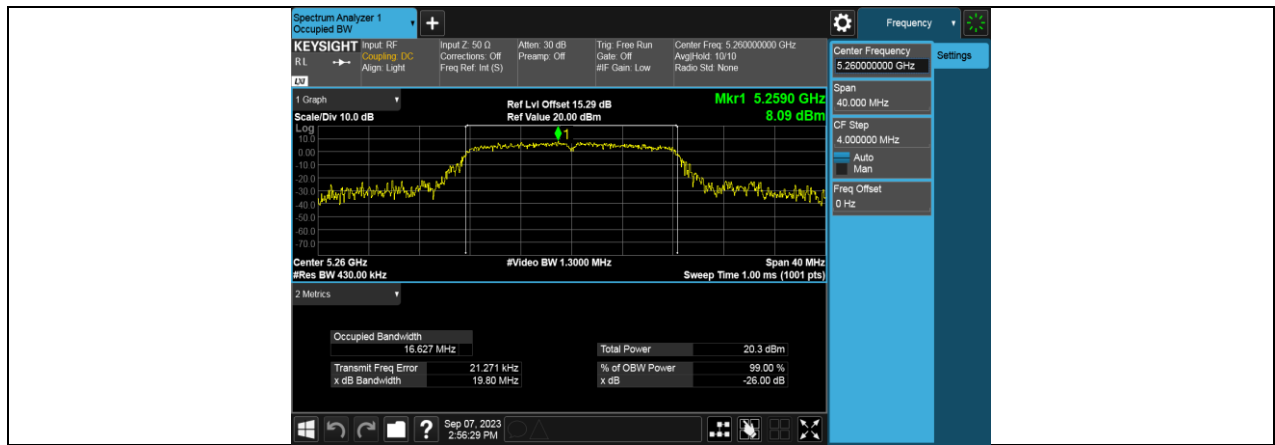 Spectrum Analyzer 1
Occupied BW
+
Frequency
KEYSIGHT
RL
LXI
Input: RF
Coupling: DC
Align: Light
Input Z: 50 Ω
Corrections: Off
Freq Ref: Int (S)
Atten: 30 dB
Preamp: Off
Trig: Free Run
Gate: Off
#IF Gain: Low
Center Freq: 5.260000000 GHz
Avg|Hold: 10/10
Radio Std: None
Center Frequency
5.260000000 GHz
Settings
Span
40.000 MHz
CF Step
4.000000 MHz
Auto
Man
Freq Offset
0 Hz
1 Graph
Scale/Div 10.0 dB
Ref Lvl Offset 15.29 dB
Ref Value 20.00 dBm
Mkr1 5.2590 GHz
8.09 dBm
Log
10.0
0.00
-10.0
-20.0
-30.0
-40.0
-50.0
-60.0
-70.0
1
Center 5.26 GHz
#Video BW 1.3000 MHz
Span 40 MHz
#Res BW 430.00 kHz
Sweep Time 1.00 ms (1001 pts)
2 Metrics
Occupied Bandwidth
16.627 MHz
Total Power 20.3 dBm
Transmit Freq Error 21.271 kHz
% of OBW Power 99.00 %
x dB Bandwidth 19.80 MHz
x dB -26.00 dB
?
Sep 07, 2023
2:56:29 PM